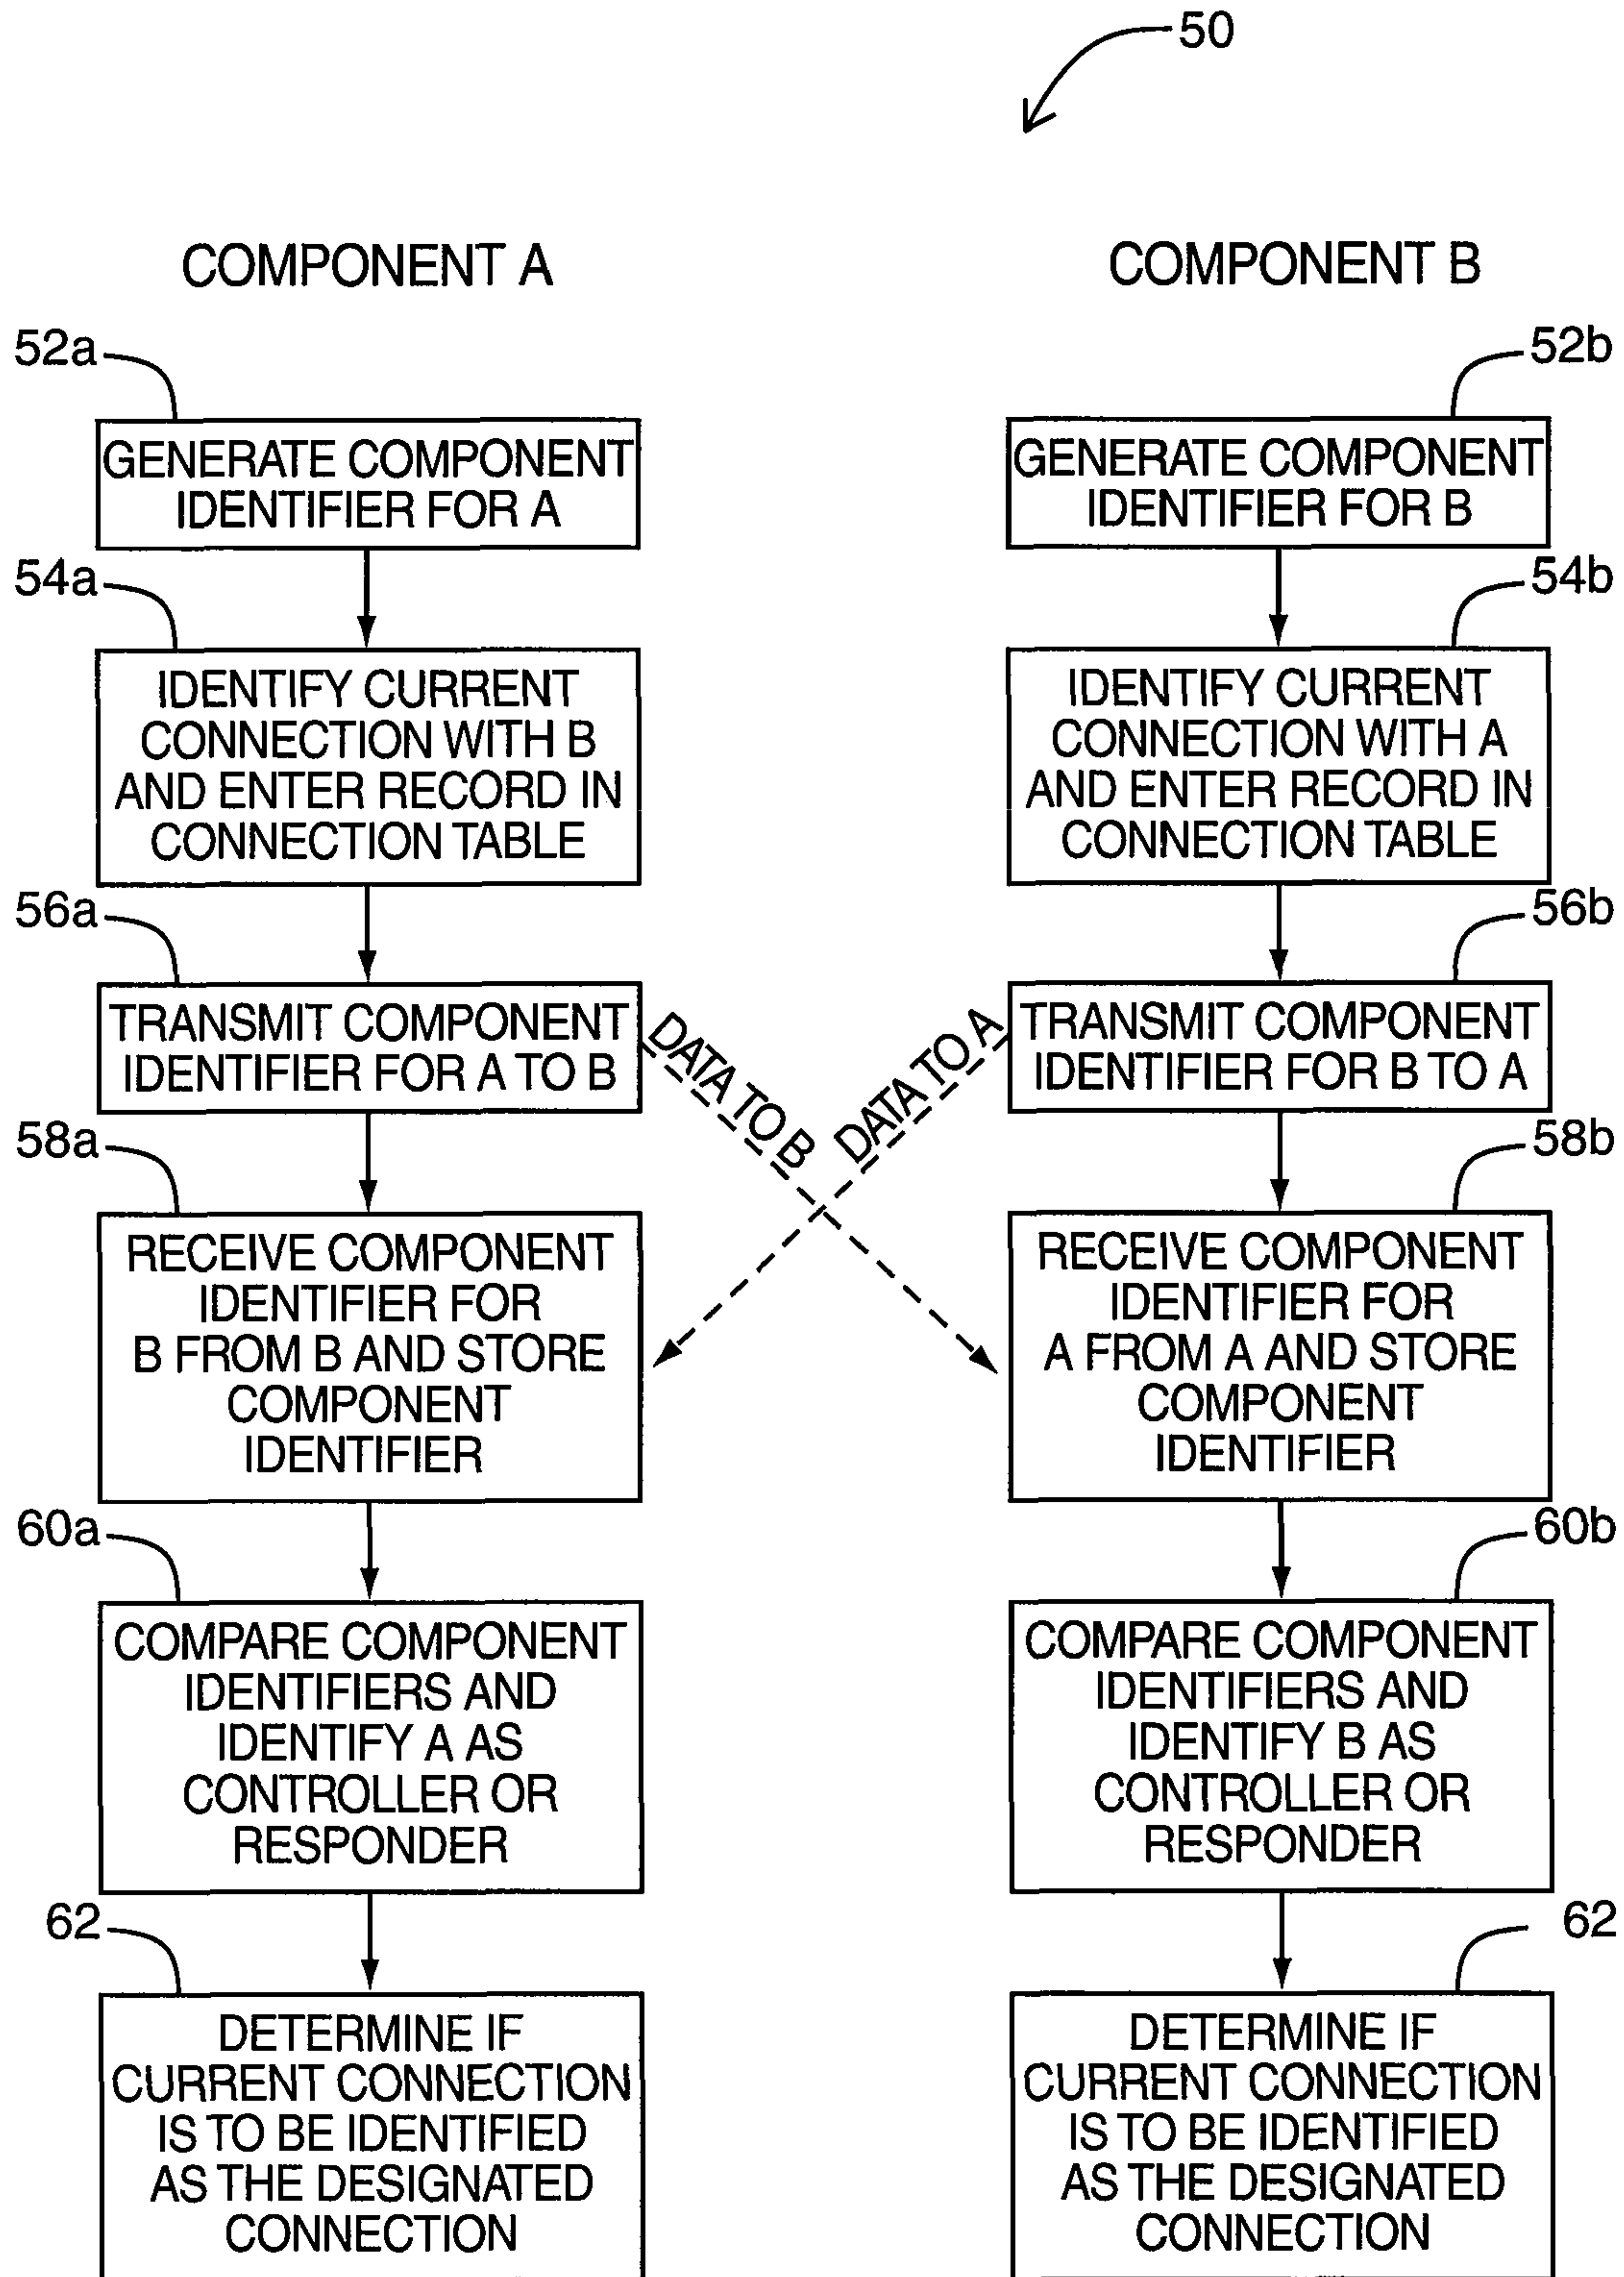 50
COMPONENT A
COMPONENT B
52a
GENERATE COMPONENT
IDENTIFIER FOR A
52b
GENERATE COMPONENT
IDENTIFIER FOR B
54a
IDENTIFY CURRENT
CONNECTION WITH B
AND ENTER RECORD IN
CONNECTION TABLE
54b
IDENTIFY CURRENT
CONNECTION WITH A
AND ENTER RECORD IN
CONNECTION TABLE
56a
TRANSMIT COMPONENT
IDENTIFIER FOR A TO B
DATA TO B
DATA TO A
56b
TRANSMIT COMPONENT
IDENTIFIER FOR B TO A
58a
RECEIVE COMPONENT
IDENTIFIER FOR
B FROM B AND STORE
COMPONENT
IDENTIFIER
58b
RECEIVE COMPONENT
IDENTIFIER FOR
A FROM A AND STORE
COMPONENT
IDENTIFIER
60a
COMPARE COMPONENT
IDENTIFIERS AND
IDENTIFY A AS
CONTROLLER OR
RESPONDER
60b
COMPARE COMPONENT
IDENTIFIERS AND
IDENTIFY B AS
CONTROLLER OR
RESPONDER
62
DETERMINE IF
CURRENT CONNECTION
IS TO BE IDENTIFIED
AS THE DESIGNATED
CONNECTION
62
DETERMINE IF
CURRENT CONNECTION
IS TO BE IDENTIFIED
AS THE DESIGNATED
CONNECTION